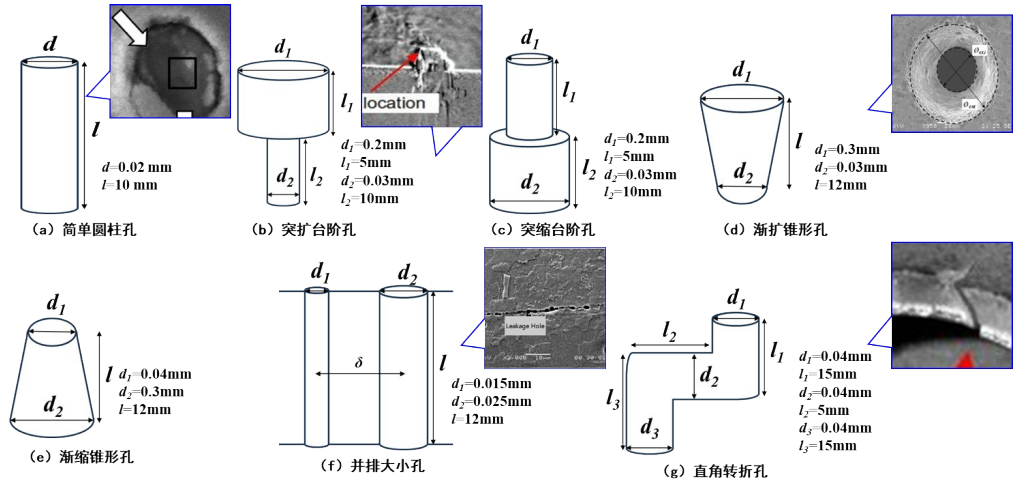 d
l
d=0.02 mm
l=10 mm
(a) 简单圆柱孔
d1
l1
d2
l2
d1=0.2mm
l1=5mm
d2=0.03mm
l2=10mm
(b) 突扩台阶孔
location
d1
l1
d2
l2
d1=0.2mm
l1=5mm
d2=0.03mm
l2=10mm
(c) 突缩台阶孔
d1
d2
l
d1=0.3mm
d2=0.03mm
l=12mm
(d) 渐扩锥形孔
d1
d2
l
d1=0.04mm
d2=0.3mm
l=12mm
(e) 渐缩锥形孔
d1
d2
δ
l
d1=0.015mm
d2=0.025mm
l=12mm
Leakage Hole
(f) 并排大小孔
d1
l2
l1
d2
l3
d3
d1=0.04mm
l1=15mm
d2=0.04mm
l2=5mm
d3=0.04mm
l3=15mm
(g) 直角转折孔